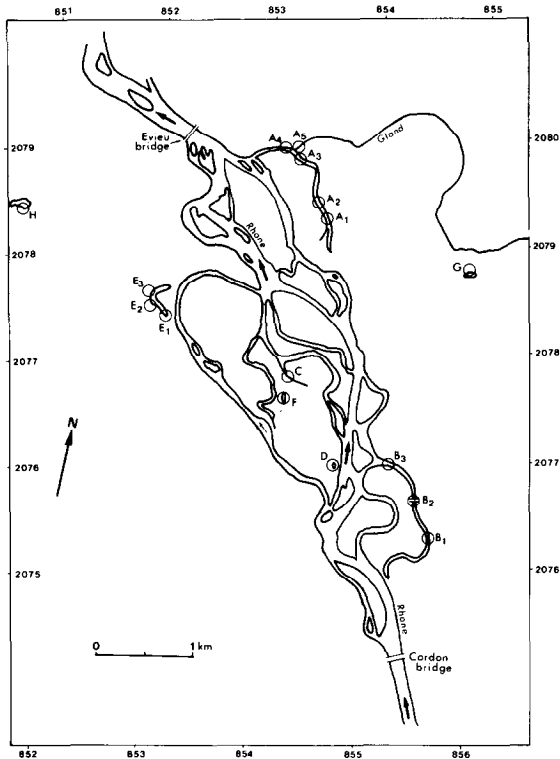 851
852
853
854
855
2080
2079
Gland
Evieu
bridge
A4
A5
A3
A2
A1
H
2079
2078
Rhone
G
E3
E2
E1
2078
2077
C
F
N
D
B3
2077
2076
B2
B1
2076
2075
Rhone
0
1 km
Cordon
bridge
852
853
854
855
856